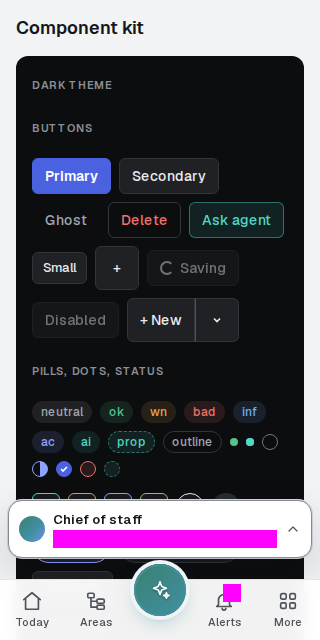 Component kit
DARK THEME
BUTTONS
Primary
Secondary
Ghost
Delete
Ask agent
Small
+
Saving
Disabled
+ New
PILLS, DOTS, STATUS
neutral
ok
wn
bad
inf
ac
ai
prop
outline
Chief of staff
Today
Areas
Alerts
More